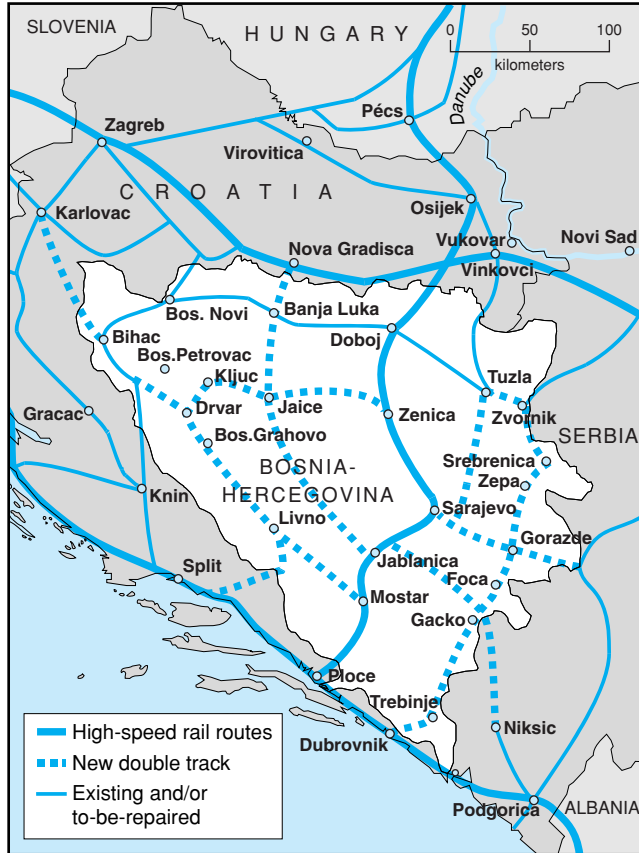 SLOVENIA
HUNGARY
0 50 100
kilometers
Danube
Pécs
Zagreb
Virovitica
CROATIA
Osijek
Karlovac
Vukovar
Novi Sad
Nova Gradisca
Vinkovci
Bos. Novi
Banja Luka
Bihac
Doboj
Bos.Petrovac
Kljuc
Tuzla
Gracac
Drvar
Jaice
Zenica
Zvornik
Bos.Grahovo
SERBIA
BOSNIA-
HERCEGOVINA
Srebrenica
Zepa
Knin
Sarajevo
Livno
Gorazde
Split
Jablanica
Foca
Mostar
Gacko
Ploce
Trebinje
Niksic
Dubrovnik
Podgorica
ALBANIA
High-speed rail routes
New double track
Existing and/or
to-be-repaired